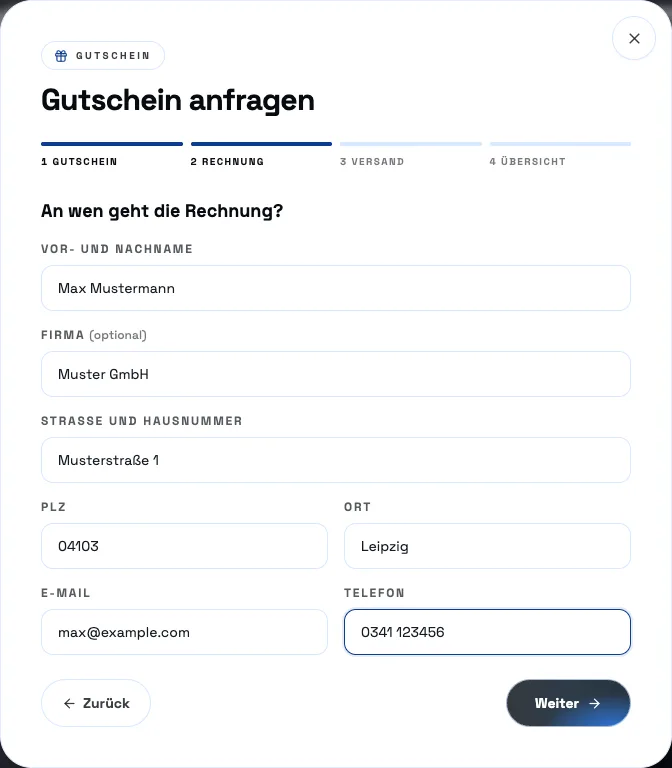 GUTSCHEIN
Gutschein anfragen
1 GUTSCHEIN 2 RECHNUNG 3 VERSAND 4 ÜBERSICHT
An wen geht die Rechnung?
VOR- UND NACHNAME
Max Mustermann
FIRMA (optional)
Muster GmbH
STRASSE UND HAUSNUMMER
Musterstraße 1
PLZ ORT
04103 Leipzig
E-MAIL TELEFON
max@example.com 0341 123456
← Zurück Weiter →